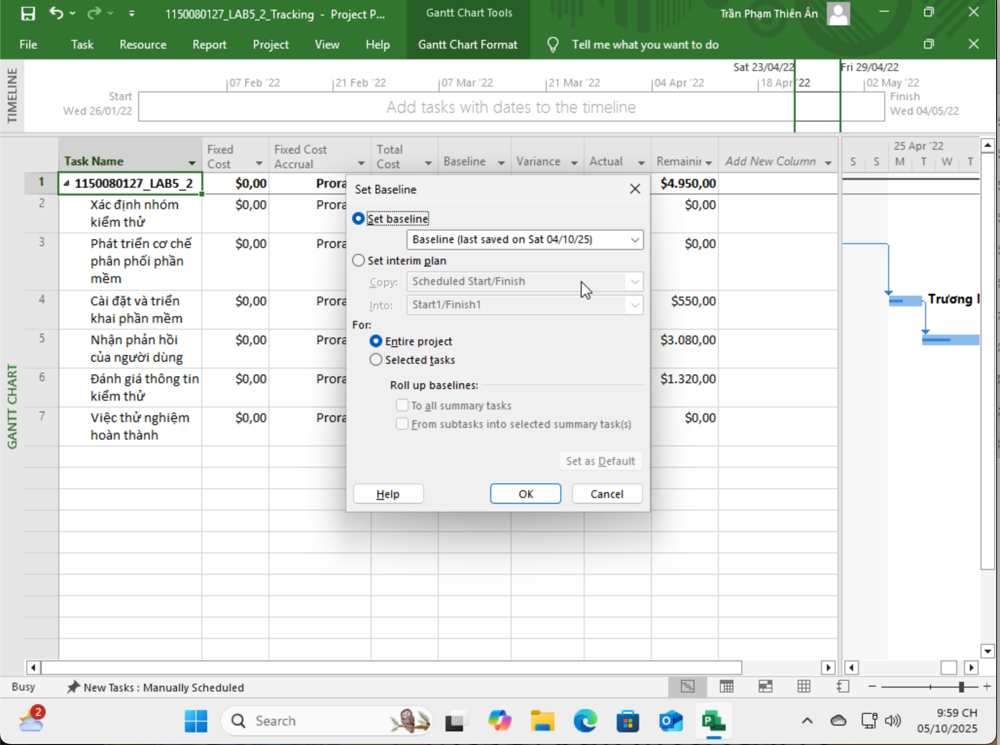 1150080127_LAB5_2_Tracking - Project P...
Gantt Chart Tools
Trần Phạm Thiên Ân
File Task Resource Report Project View Help Gantt Chart Format Tell me what you want to do
TIMELINE
Sat 23/04/22 Fri 29/04/22
07 Feb '22 21 Feb '22 07 Mar '22 21 Mar '22 04 Apr '22 18 Apr '22 02 May '22
Start
Wed 26/01/22
Add tasks with dates to the timeline
Finish
Wed 04/05/22
GANTT CHART
Task Name
Fixed Cost
Fixed Cost Accrual
Total Cost
Baseline
Variance
Actual
Remainir
Add New Column
25 Apr '22
S S M T W T
1 1150080127_LAB5_2 $0,00 Prora $4.950,00
2 Xác định nhóm kiểm thử $0,00 Prora $0,00
3 Phát triển cơ chế phân phối phần mềm $0,00 Prora $0,00
4 Cài đặt và triển khai phần mềm $0,00 Prora $550,00
5 Nhận phản hồi của người dùng $0,00 Prora $3.080,00
6 Đánh giá thông tin kiểm thử $0,00 Prora $1.320,00
7 Việc thử nghiệm hoàn thành $0,00 Prora $0,00
Trương
Set Baseline
Set baseline
Baseline (last saved on Sat 04/10/25)
Set interim plan
Copy: Scheduled Start/Finish
Into: Start1/Finish1
For:
Entire project
Selected tasks
Roll up baselines:
To all summary tasks
From subtasks into selected summary task(s)
Set as Default
Help OK Cancel
Busy New Tasks : Manually Scheduled
2
Search
9:59 CH
05/10/2025